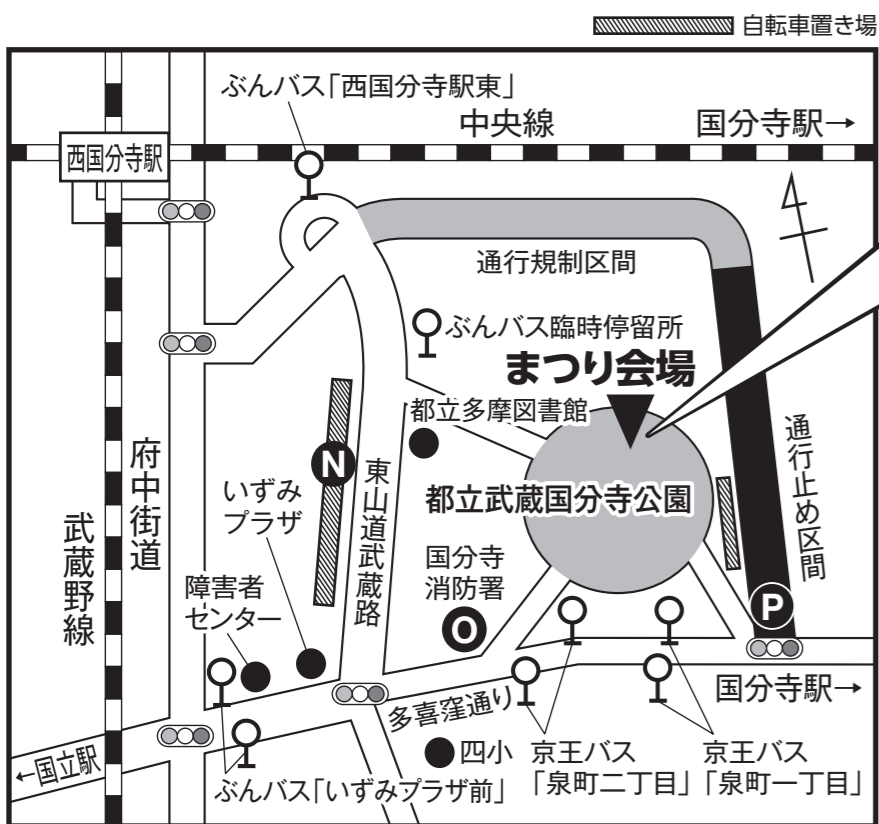 自転車置き場
ぶんバス「西国分寺駅東」
中央線
国分寺駅→
西国分寺駅
通行規制区間
ぶんバス臨時停留所
まつり会場
都立多摩図書館
都立武蔵国分寺公園
通行止め区間
府中街道
武蔵野線
N
東山道武蔵路
いずみ
プラザ
国分寺
消防署
O
P
障害者
センター
国分寺駅→
多喜窪通り
←国立駅
四小
ぶんバス「いずみプラザ前」
京王バス
「泉町二丁目」
京王バス
「泉町一丁目」